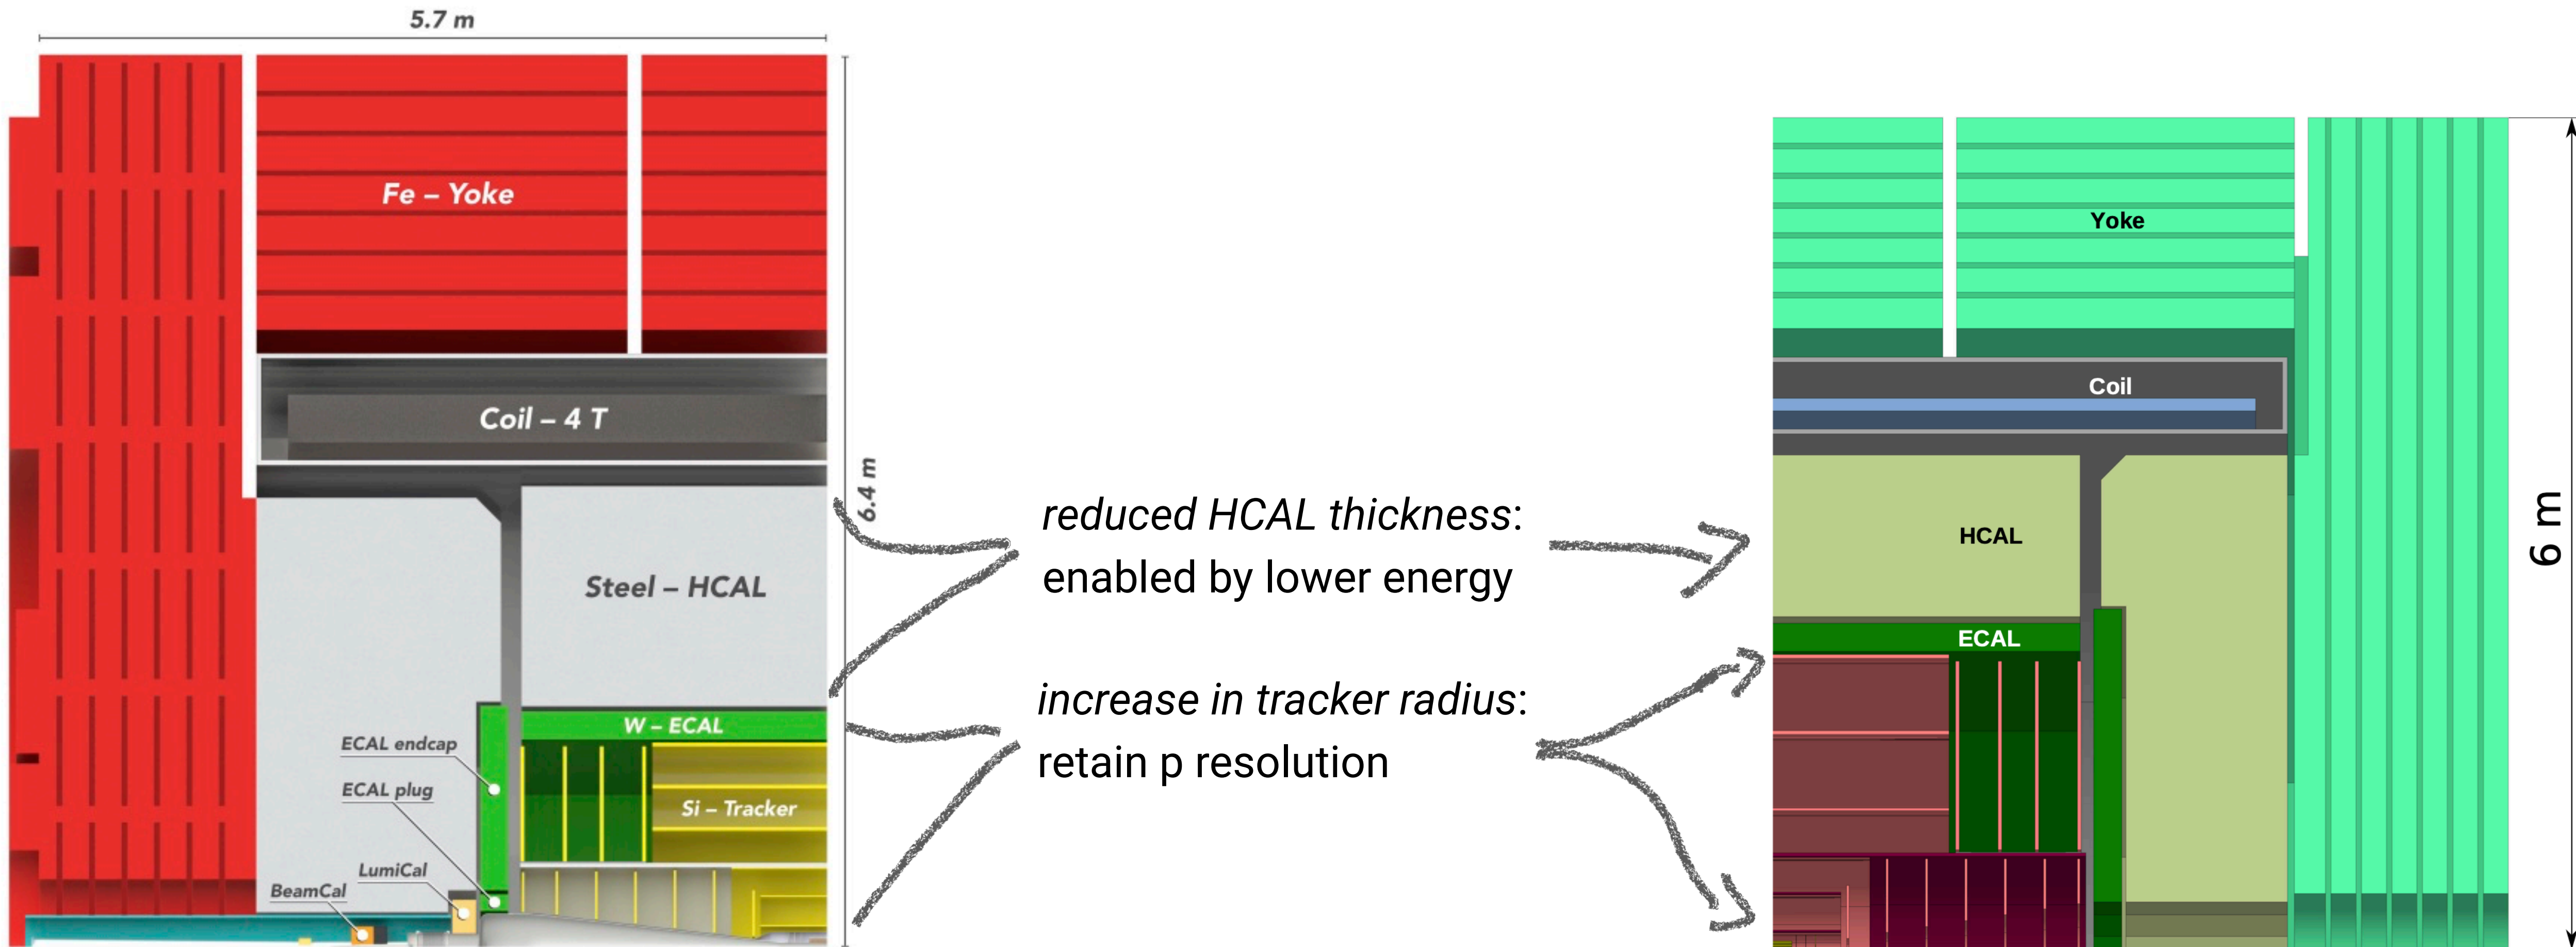 5.7 m
Fe – Yoke
Coil – 4 T
6.4 m
Steel – HCAL
W – ECAL
ECAL endcap
ECAL plug
Si – Tracker
LumiCal
BeamCal
reduced HCAL thickness:
enabled by lower energy
increase in tracker radius:
retain p resolution
Yoke
Coil
HCAL
ECAL
6 m